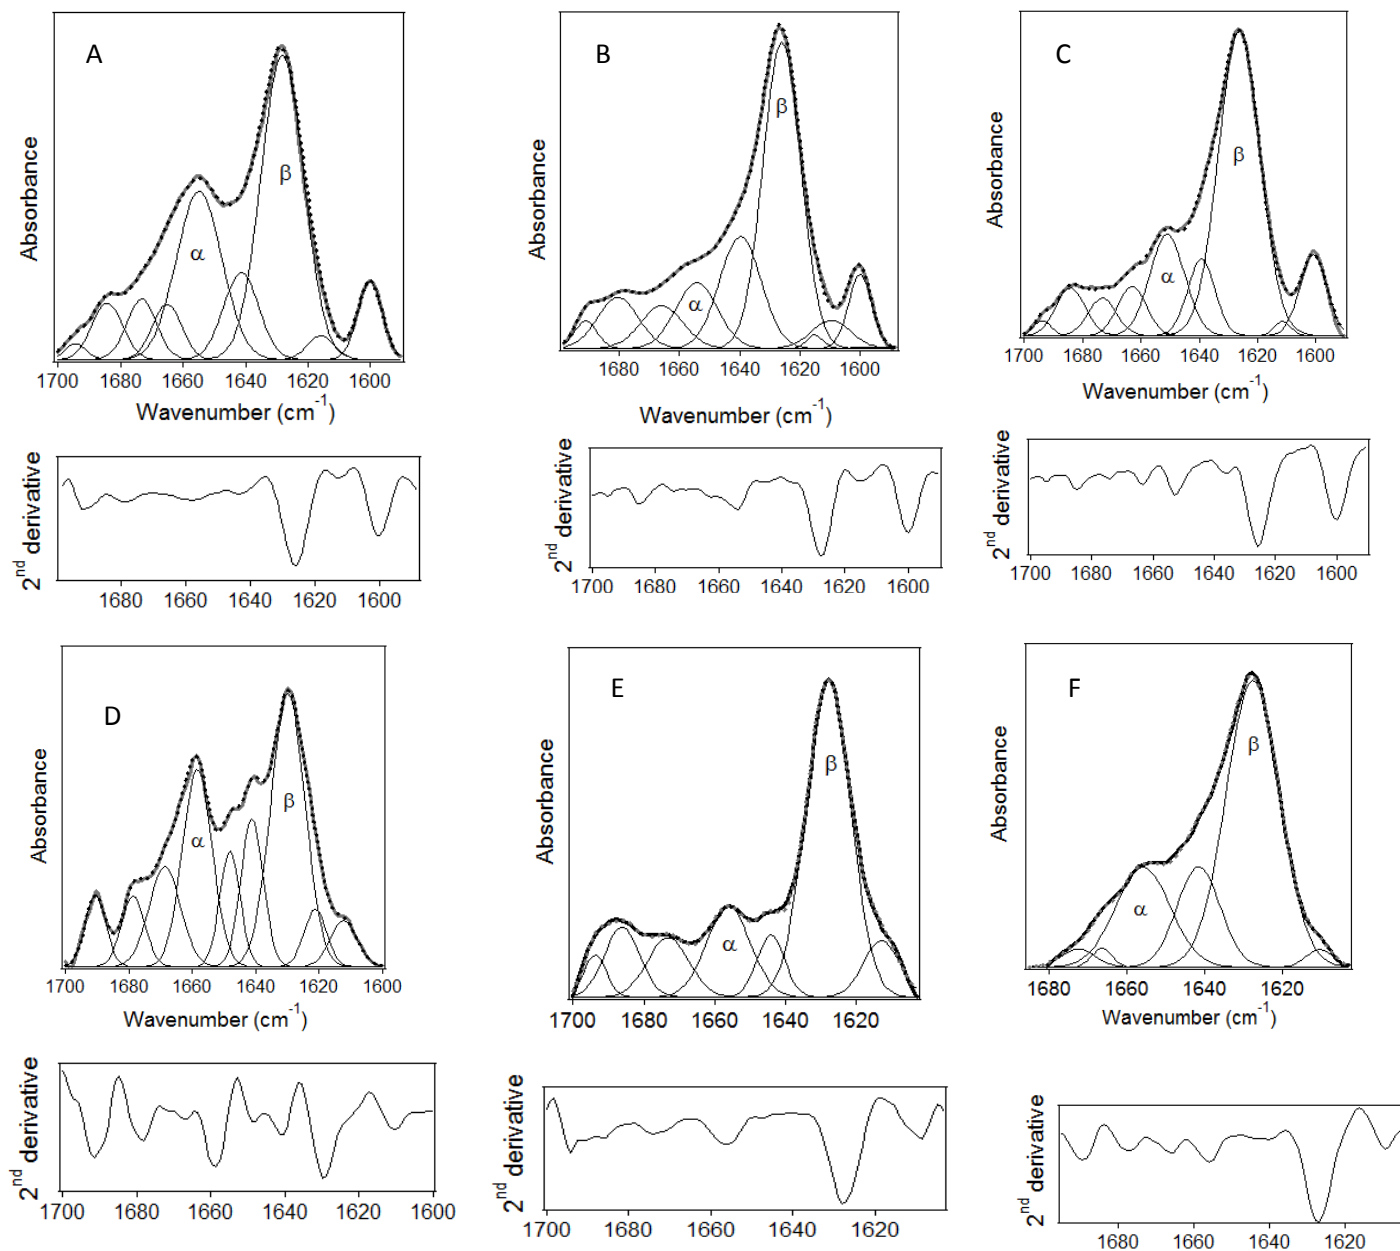 A
Absorbance
α
β
1700 1680 1660 1640 1620 1600
Wavenumber (cm-1)
2nd derivative
1680 1660 1640 1620 1600
B
Absorbance
α
β
1680 1660 1640 1620 1600
Wavenumber (cm-1)
2nd derivative
1700 1680 1660 1640 1620 1600
C
Absorbance
α
β
1700 1680 1660 1640 1620 1600
Wavenumber (cm-1)
2nd derivative
1700 1680 1660 1640 1620 1600
D
Absorbance
α
β
1700 1680 1660 1640 1620 1600
Wavenumber (cm-1)
2nd derivative
1700 1680 1660 1640 1620 1600
E
Absorbance
α
β
1700 1680 1660 1640 1620
2nd derivative
1700 1680 1660 1640 1620
F
Absorbance
α
β
1680 1660 1640 1620
Wavenumber (cm-1)
2nd derivative
1680 1660 1640 1620